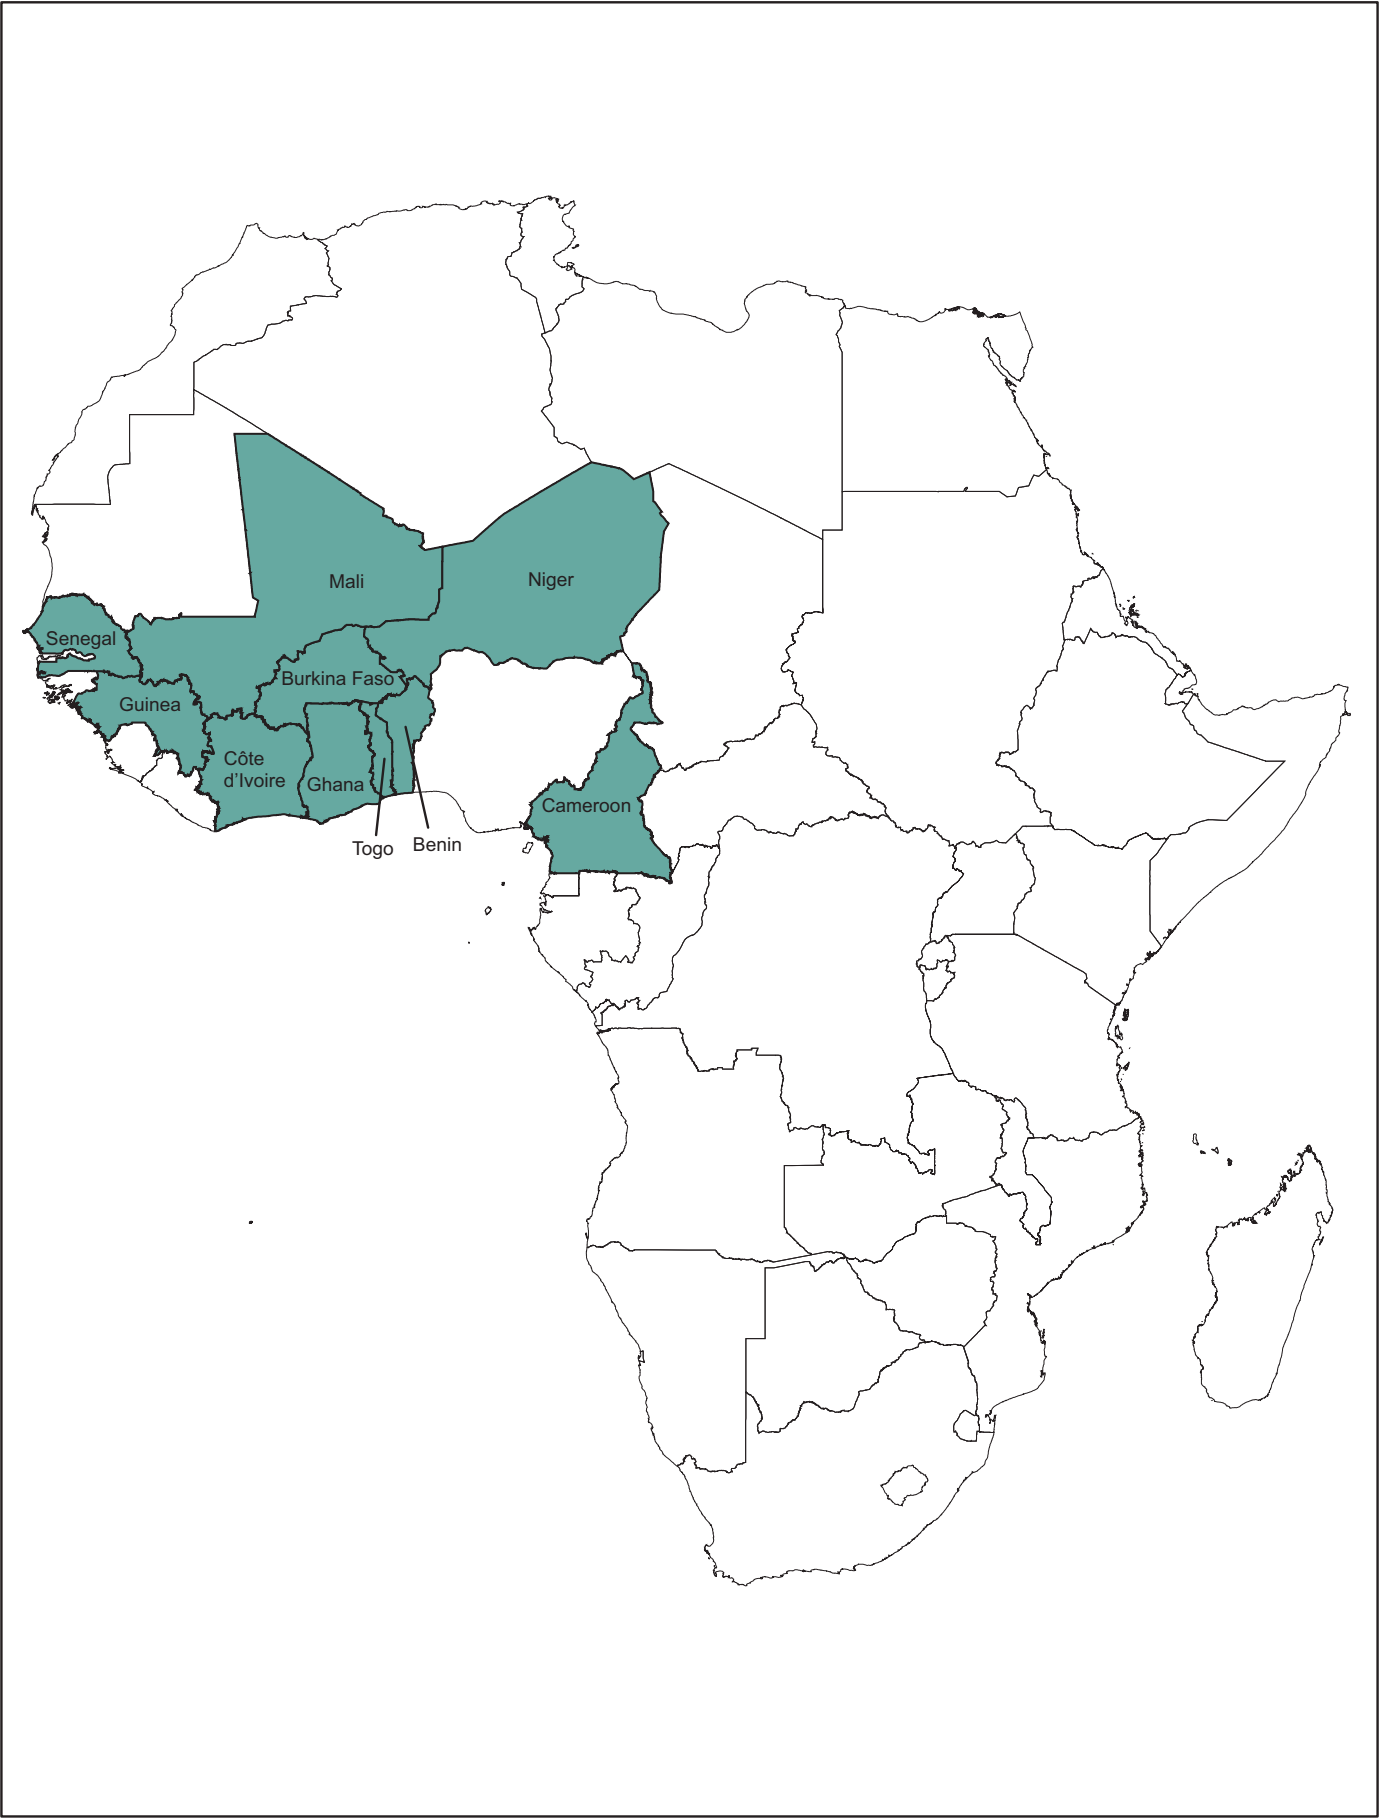 Mali
Niger
Senegal
Burkina Faso
Guinea
Côte
d'Ivoire
Ghana
Cameroon
Togo
Benin